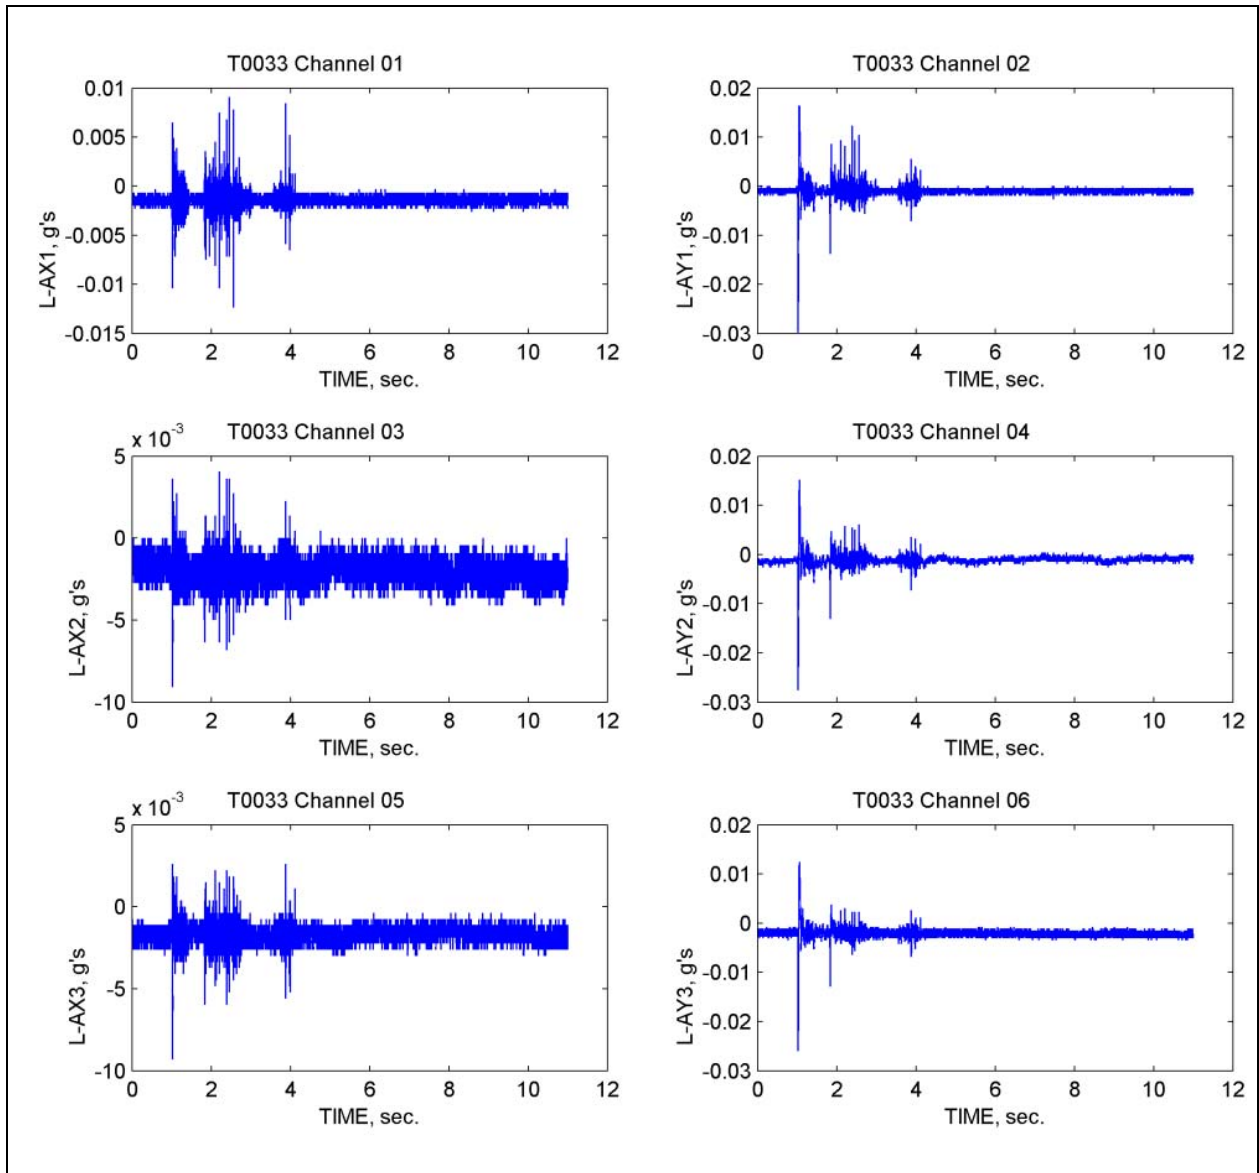 T0033 Channel 01
0.01
0.005
0
-0.005
-0.01
-0.015
L-AX1, g's
0 2 4 6 8 10 12
TIME, sec.
T0033 Channel 02
0.02
0.01
0
-0.01
-0.02
-0.03
L-AY1, g's
0 2 4 6 8 10 12
TIME, sec.
T0033 Channel 03
x 10⁻³
5
0
-5
-10
L-AX2, g's
0 2 4 6 8 10 12
TIME, sec.
T0033 Channel 04
0.02
0.01
0
-0.01
-0.02
-0.03
L-AY2, g's
0 2 4 6 8 10 12
TIME, sec.
T0033 Channel 05
x 10⁻³
5
0
-5
-10
L-AX3, g's
0 2 4 6 8 10 12
TIME, sec.
T0033 Channel 06
0.02
0.01
0
-0.01
-0.02
-0.03
L-AY3, g's
0 2 4 6 8 10 12
TIME, sec.